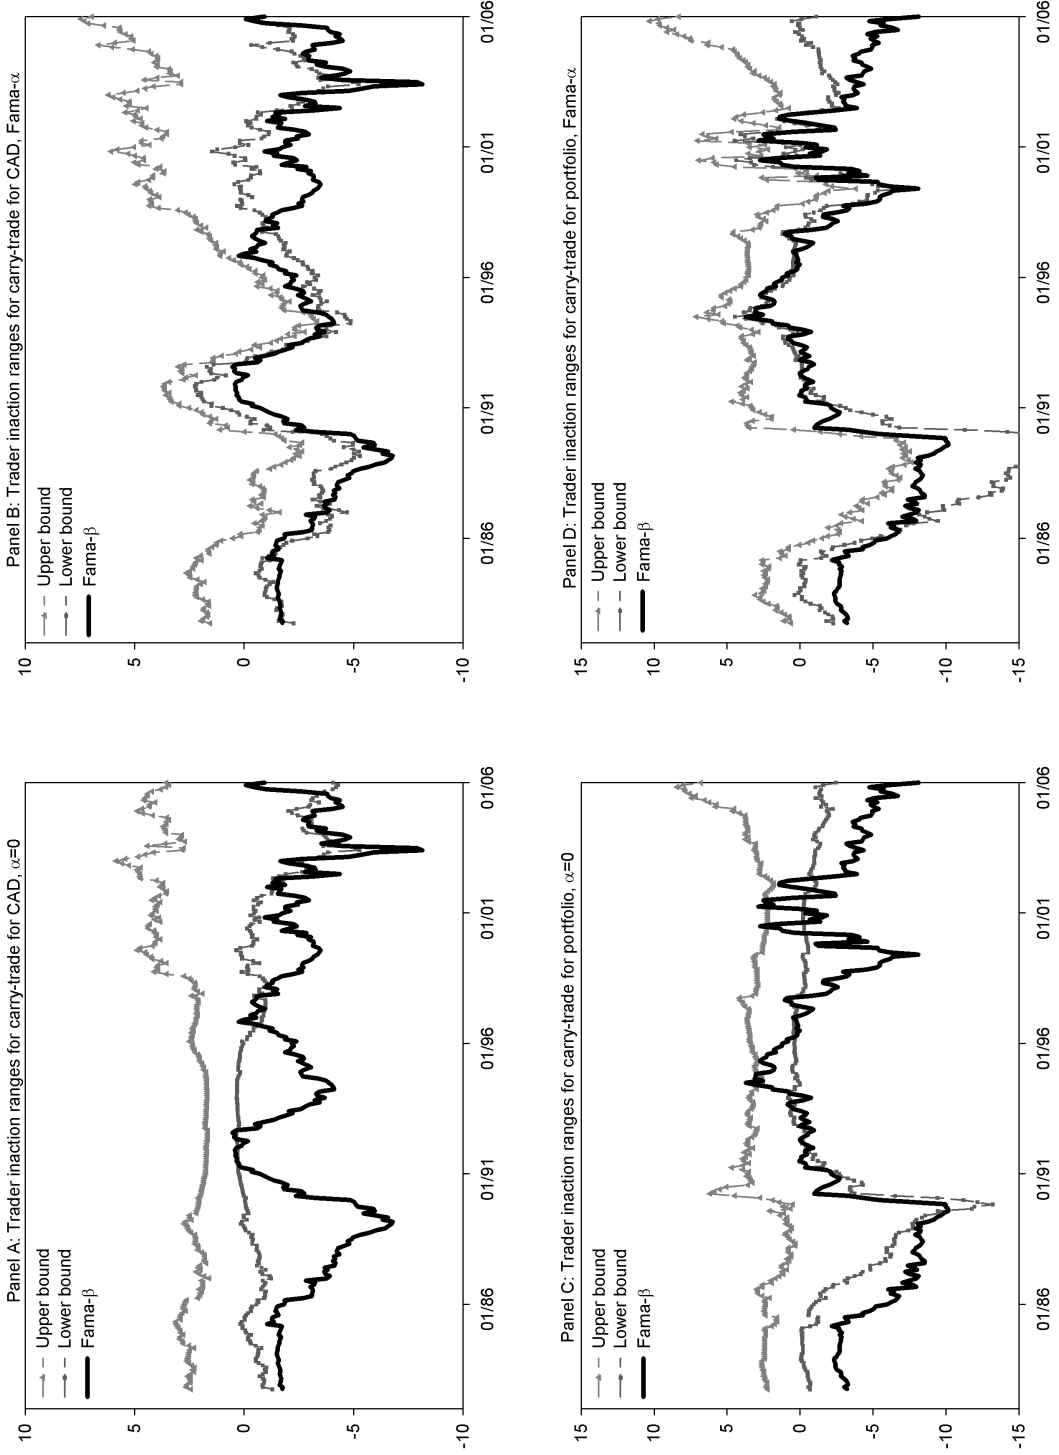 Panel A: Trader inaction ranges for carry-trade for CAD, α=0
10
5
0
-5
-10
Upper bound
Lower bound
Fama-β
01/86
01/91
01/96
01/01
01/06
Panel B: Trader inaction ranges for carry-trade for CAD, Fama-α
10
5
0
-5
-10
Upper bound
Lower bound
Fama-β
01/86
01/91
01/96
01/01
01/06
Panel C: Trader inaction ranges for carry-trade for portfolio, α=0
15
10
5
0
-5
-10
-15
Upper bound
Lower bound
Fama-β
01/86
01/91
01/96
01/01
01/06
Panel D: Trader inaction ranges for carry-trade for portfolio, Fama-α
15
10
5
0
-5
-10
-15
Upper bound
Lower bound
Fama-β
01/86
01/91
01/96
01/01
01/06